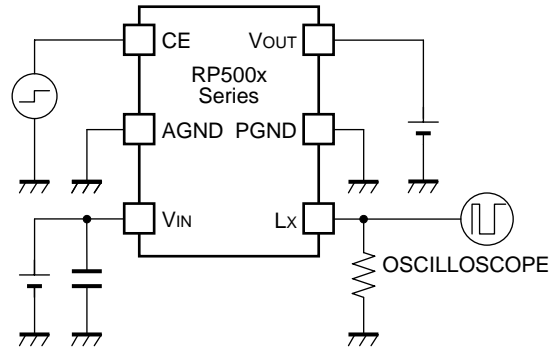 CE
VOUT
RP500x
Series
AGND
PGND
VIN
LX
OSCILLOSCOPE